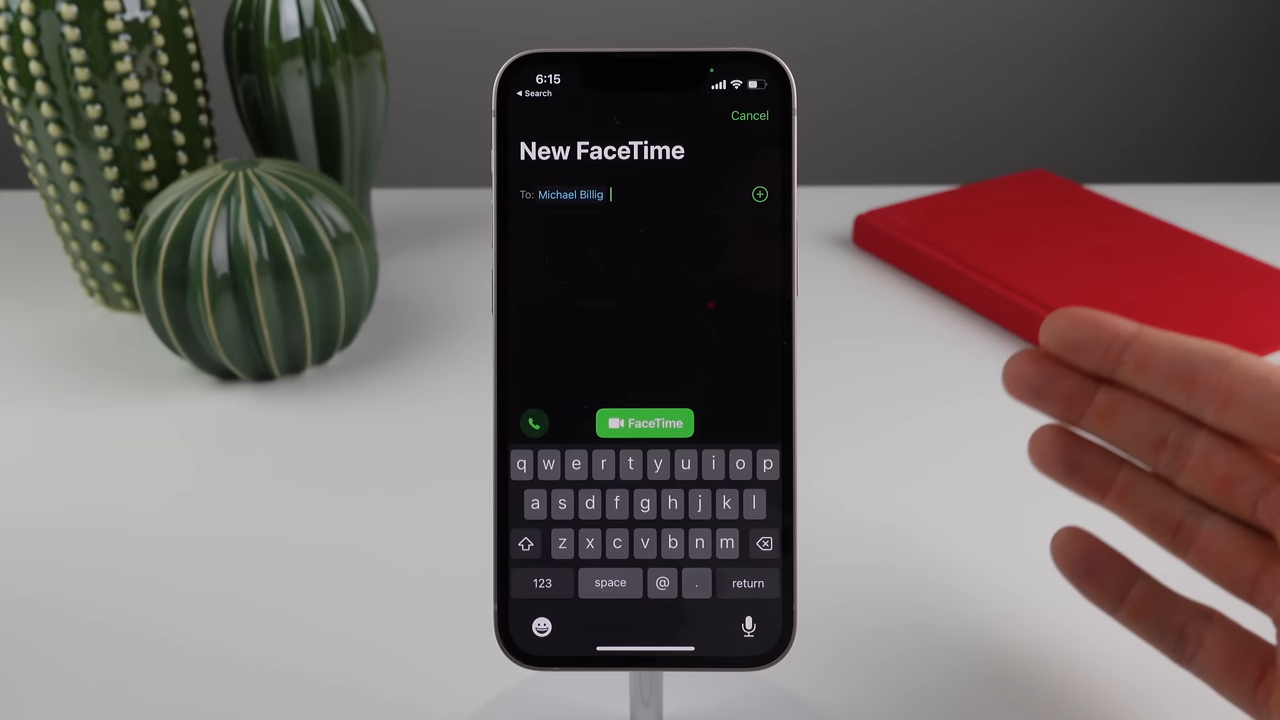 6:15
◀ Search
Cancel
New FaceTime
To: Michael Billig
FaceTime
q w e r t y u i o p
a s d f g h j k l
z x c v b n m
123 space @ . return